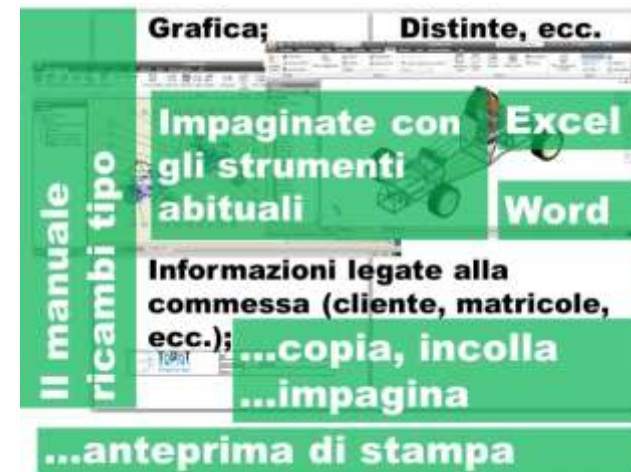 Grafica;
Distinte, ecc.
Il manuale
ricambi tipo
Impaginate con
gli strumenti
abituali
Excel
Word
Informazioni legate alla
commessa (cliente, matricole,
ecc.);
...copia, incolla
...impagina
...anteprima di stampa